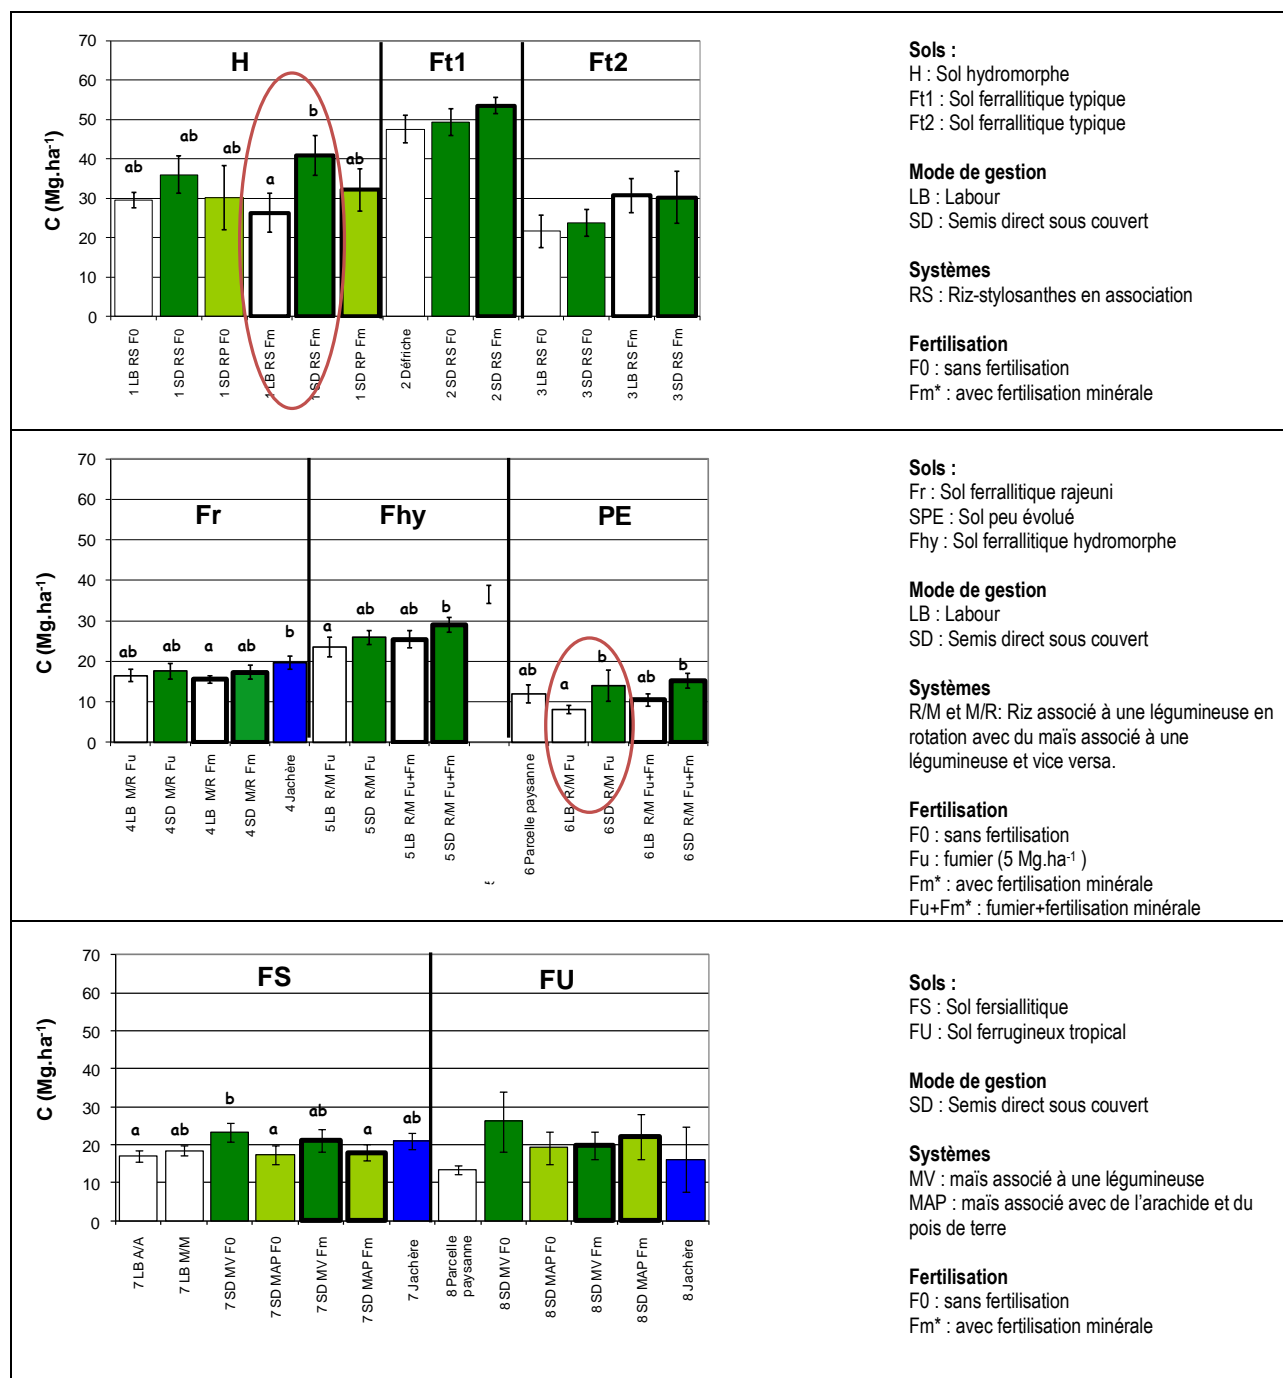 70
60
50
40
30
20
10
0
C (Mg.ha-1)
H
Ft1
Ft2
ab
ab
ab
a
b
ab
1 LB RS F0
1 SD RS F0
1 SD RP F0
1 LB RS Fm
1 SD RS Fm
1 SD RP Fm
2 Défriche
2 SD RS F0
2 SD RS Fm
3 LB RS F0
3 SD RS F0
3 LB RS Fm
3 SD RS Fm
Sols :
H : Sol hydromorphe
Ft1 : Sol ferrallitique typique
Ft2 : Sol ferrallitique typique
Mode de gestion
LB : Labour
SD : Semis direct sous couvert
Systèmes
RS : Riz-stylosanthes en association
Fertilisation
F0 : sans fertilisation
Fm* : avec fertilisation minérale
70
60
50
40
30
20
10
0
C (Mg.ha-1)
Fr
Fhy
PE
ab
ab
a
ab
b
a
ab
ab
b
ab
a
b
ab
b
4 LB M/R Fu
4 SD M/R Fu
4 LB M/R Fm
4 SD M/R Fm
4 Jachère
5 LB R/M Fu
5 SD R/M Fu
5 LB R/M Fu+Fm
5 SD R/M Fu+Fm
6 Parcelle paysanne
6 LB R/M Fu
6 SD R/M Fu
6 LB R/M Fu+Fm
6 SD R/M Fu+Fm
Sols :
Fr : Sol ferrallitique rajeuni
SPE : Sol peu évolué
Fhy : Sol ferrallitique hydromorphe
Mode de gestion
LB : Labour
SD : Semis direct sous couvert
Systèmes
R/M et M/R: Riz associé à une légumineuse en
rotation avec du maïs associé à une
légumineuse et vice versa.
Fertilisation
F0 : sans fertilisation
Fu : fumier (5 Mg.ha-1 )
Fm* : avec fertilisation minérale
Fu+Fm* : fumier+fertilisation minérale
70
60
50
40
30
20
10
0
C (Mg.ha-1)
FS
FU
a
ab
b
a
ab
a
ab
7 LB A/A
7 LB M/M
7 SD MV F0
7 SD MAP F0
7 SD MV Fm
7 SD MAP Fm
7 Jachère
8 Parcelle
paysanne
8 SD MV F0
8 SD MAP F0
8 SD MV Fm
8 SD MAP Fm
8 Jachère
Sols :
FS : Sol fersiallitique
FU : Sol ferrugineux tropical
Mode de gestion
SD : Semis direct sous couvert
Systèmes
MV : maïs associé à une légumineuse
MAP : maïs associé avec de l'arachide et du
pois de terre
Fertilisation
F0 : sans fertilisation
Fm* : avec fertilisation minérale